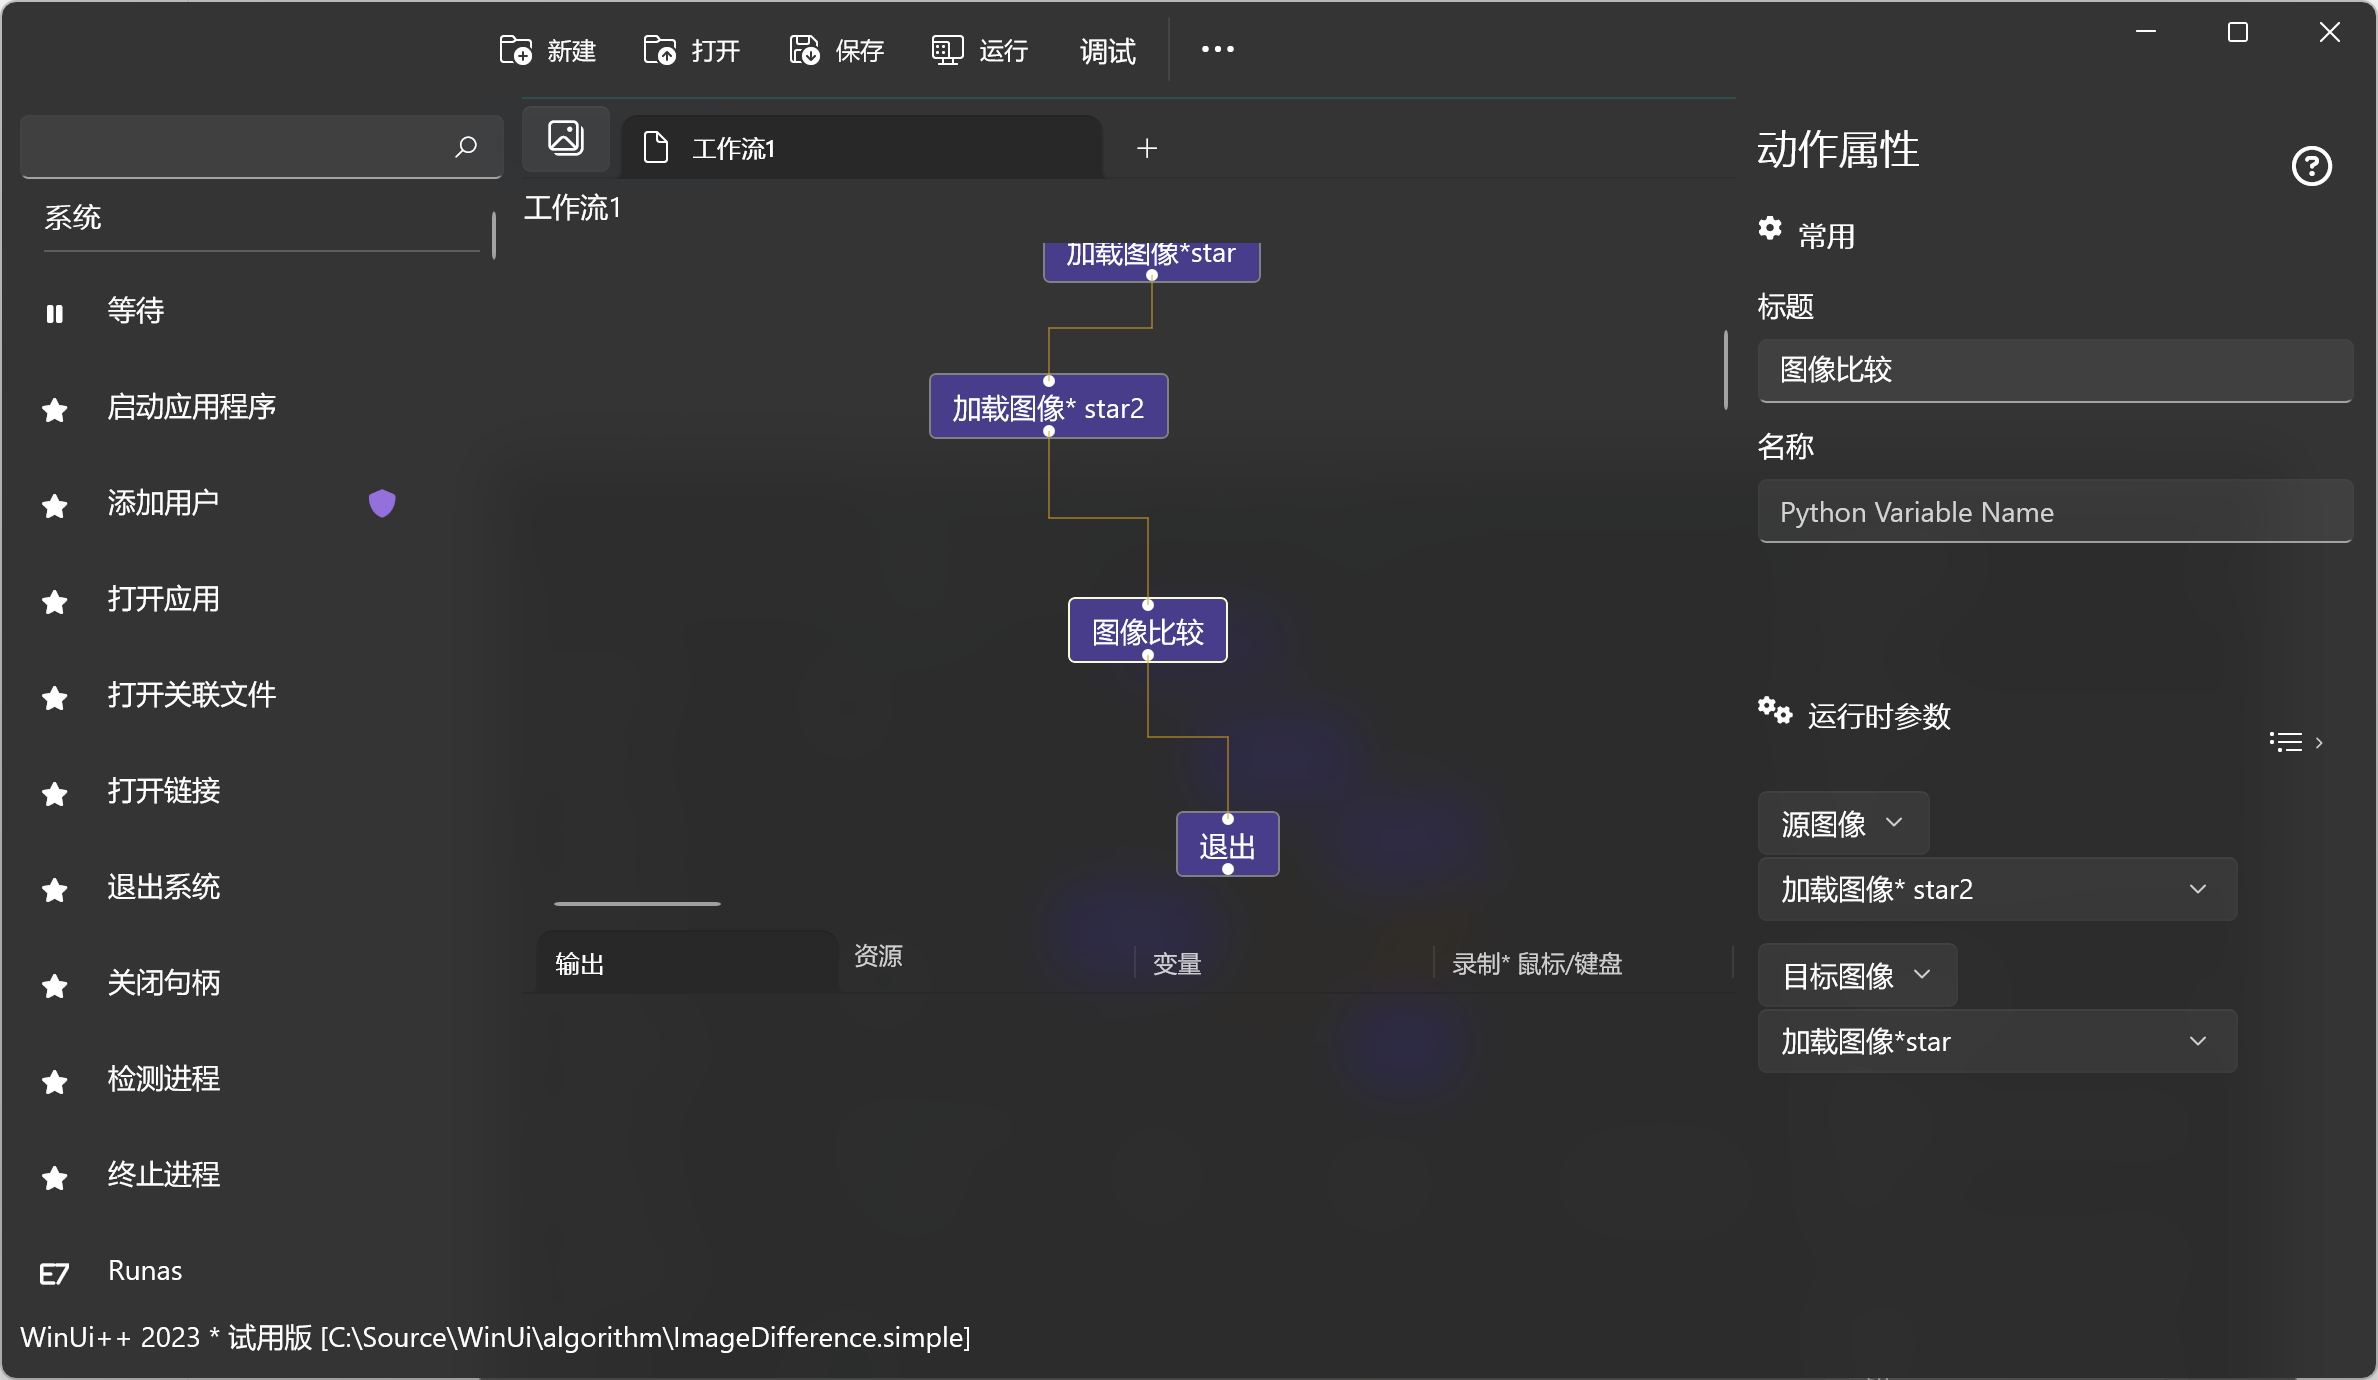 新建
打开
保存
运行
调试
工作流1
系统
等待
启动应用程序
添加用户
打开应用
打开关联文件
打开链接
退出系统
关闭句柄
检测进程
终止进程
Runas
工作流1
加载图像*star
加载图像* star2
图像比较
退出
输出
资源
变量
录制* 鼠标/键盘
动作属性
常用
标题
图像比较
名称
Python Variable Name
运行时参数
源图像
加载图像* star2
目标图像
加载图像*star
WinUi++ 2023 * 试用版 [C:\Source\WinUi\algorithm\ImageDifference.simple]